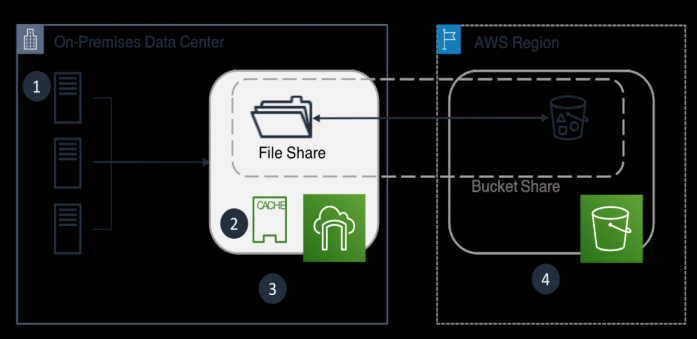 On-Premises Data Center
AWS Region
1
File Share
Bucket Share
CACHE
2
3
4